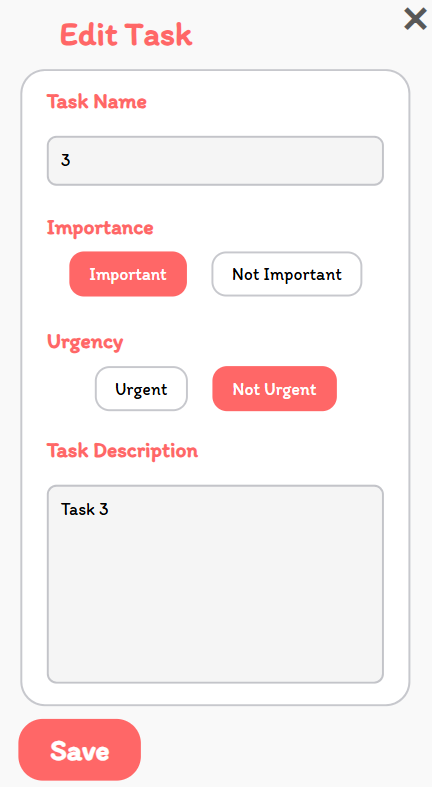 Edit Task
Task Name
3
Importance
Important Not Important
Urgency
Urgent Not Urgent
Task Description
Task 3
Save